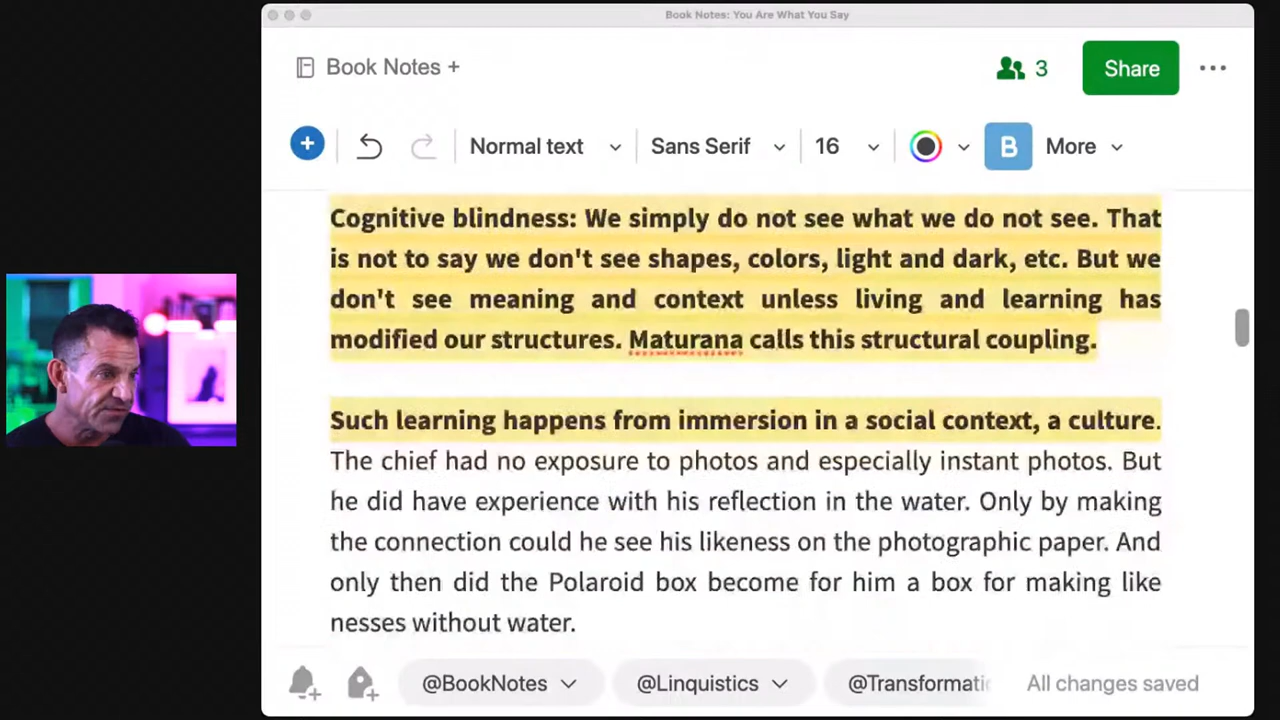 Book Notes: You Are What You Say
Book Notes +
3
Share
Normal text
Sans Serif
16
B
More
Cognitive blindness: We simply do not see what we do not see. That
is not to say we don't see shapes, colors, light and dark, etc. But we
don't see meaning and context unless living and learning has
modified our structures. Maturana calls this structural coupling.
Such learning happens from immersion in a social context, a culture.
The chief had no exposure to photos and especially instant photos. But
he did have experience with his reflection in the water. Only by making
the connection could he see his likeness on the photographic paper. And
only then did the Polaroid box become for him a box for making like
nesses without water.
@BookNotes
@Linquistics
@Transformati
All changes saved